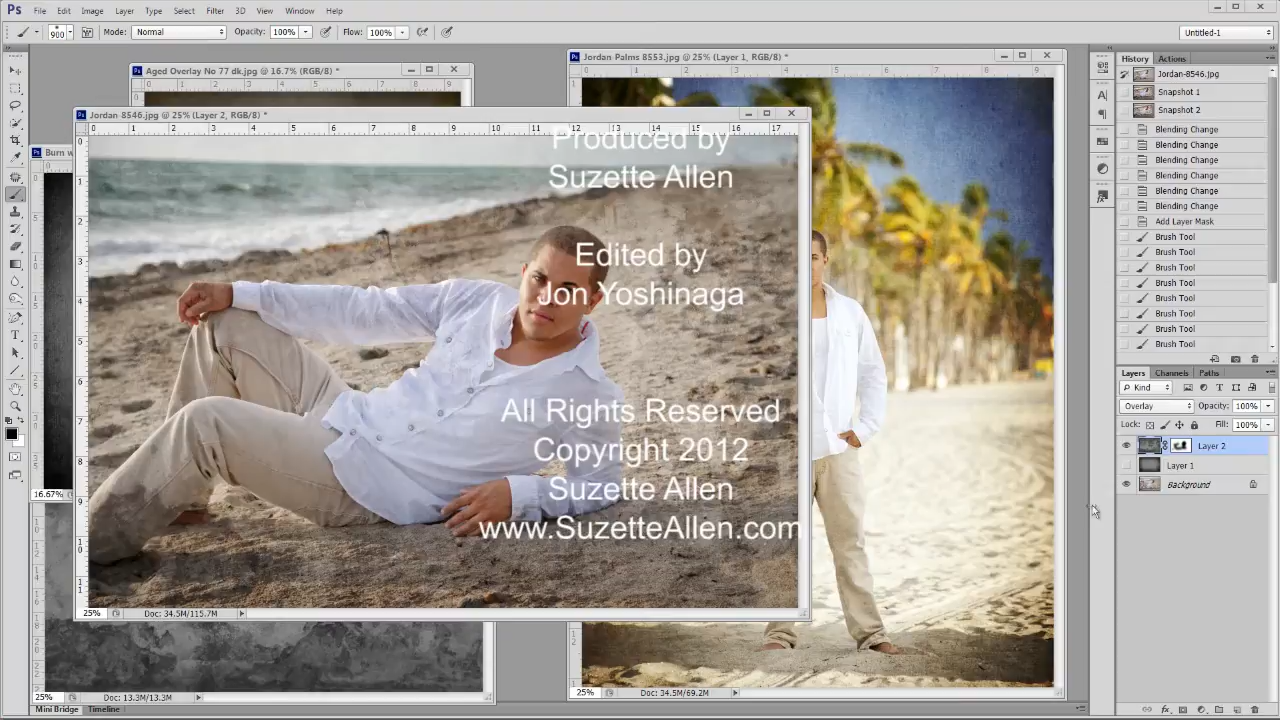 Ps File Edit Image Layer Type Select Filter 3D View Window Help
900 Mode: Normal Opacity: 100% Flow: 100% Untitled-1
Aged Overlay No 77 dk.jpg @ 16.7% (RGB/8) *
Jordan-Palms 8553.jpg @ 25% (Layer 1, RGB/8) *
Jordan-8546.jpg @ 25% (Layer 2, RGB/8) *
Burn w
Produced by
Suzette Allen
Edited by
Jon Yoshinaga
All Rights Reserved
Copyright 2012
Suzette Allen
www.SuzetteAllen.com
16.67%
25% Doc: 34.5M/115.7M
25% Doc: 13.3M/13.3M
25% Doc: 34.5M/69.2M
Mini Bridge Timeline
History Actions
Jordan-8546.jpg
Snapshot 1
Snapshot 2
Blending Change
Blending Change
Blending Change
Blending Change
Blending Change
Blending Change
Add Layer Mask
Brush Tool
Brush Tool
Brush Tool
Brush Tool
Brush Tool
Brush Tool
Brush Tool
Brush Tool
Layers Channels Paths
Kind
Overlay Opacity: 100%
Lock: Fill: 100%
Layer 2
Layer 1
Background